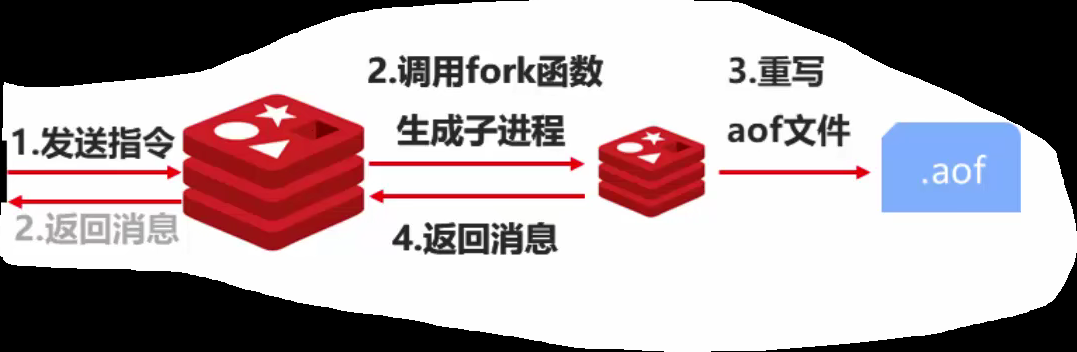 1.发送指令
2.返回消息
2.调用fork函数
生成子进程
4.返回消息
3.重写
aof文件
.aof